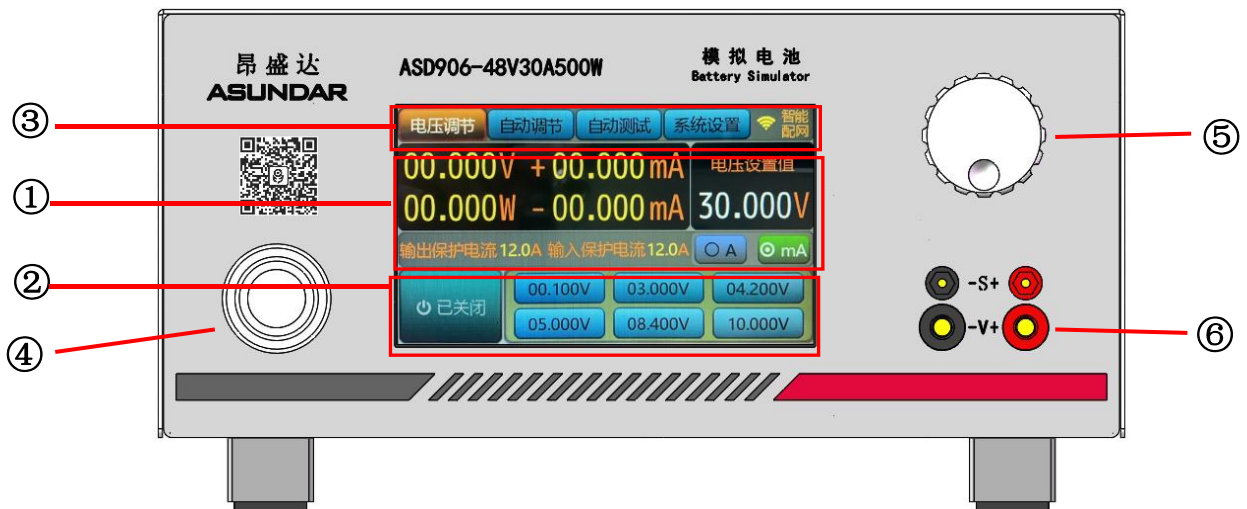 昂盛达
ASUNDAR
ASD906-48V30A500W
模拟电池
Battery Simulator
③
电压调节 自动调节 自动测试 系统设置 智能配网
①
00.000V +00.000mA 电压设置值
00.000W -00.000mA 30.000V
输出保护电流12.0A 输入保护电流12.0A A mA
②
已关闭
00.100V 03.000V 04.200V
05.000V 08.400V 10.000V
④
⑤
-S+
-V+
⑥